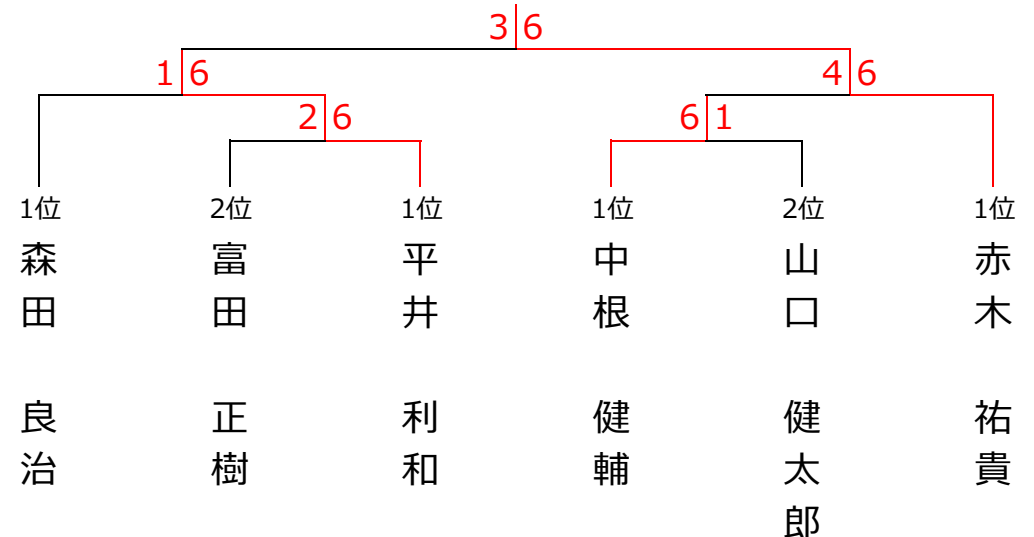 3 6
1 6
4 6
2 6
6 1
1位
2位
1位
1位
2位
1位
森田 良治
富田 正樹
平井 利和
中根 健輔
山口 健太郎
赤木 祐貴